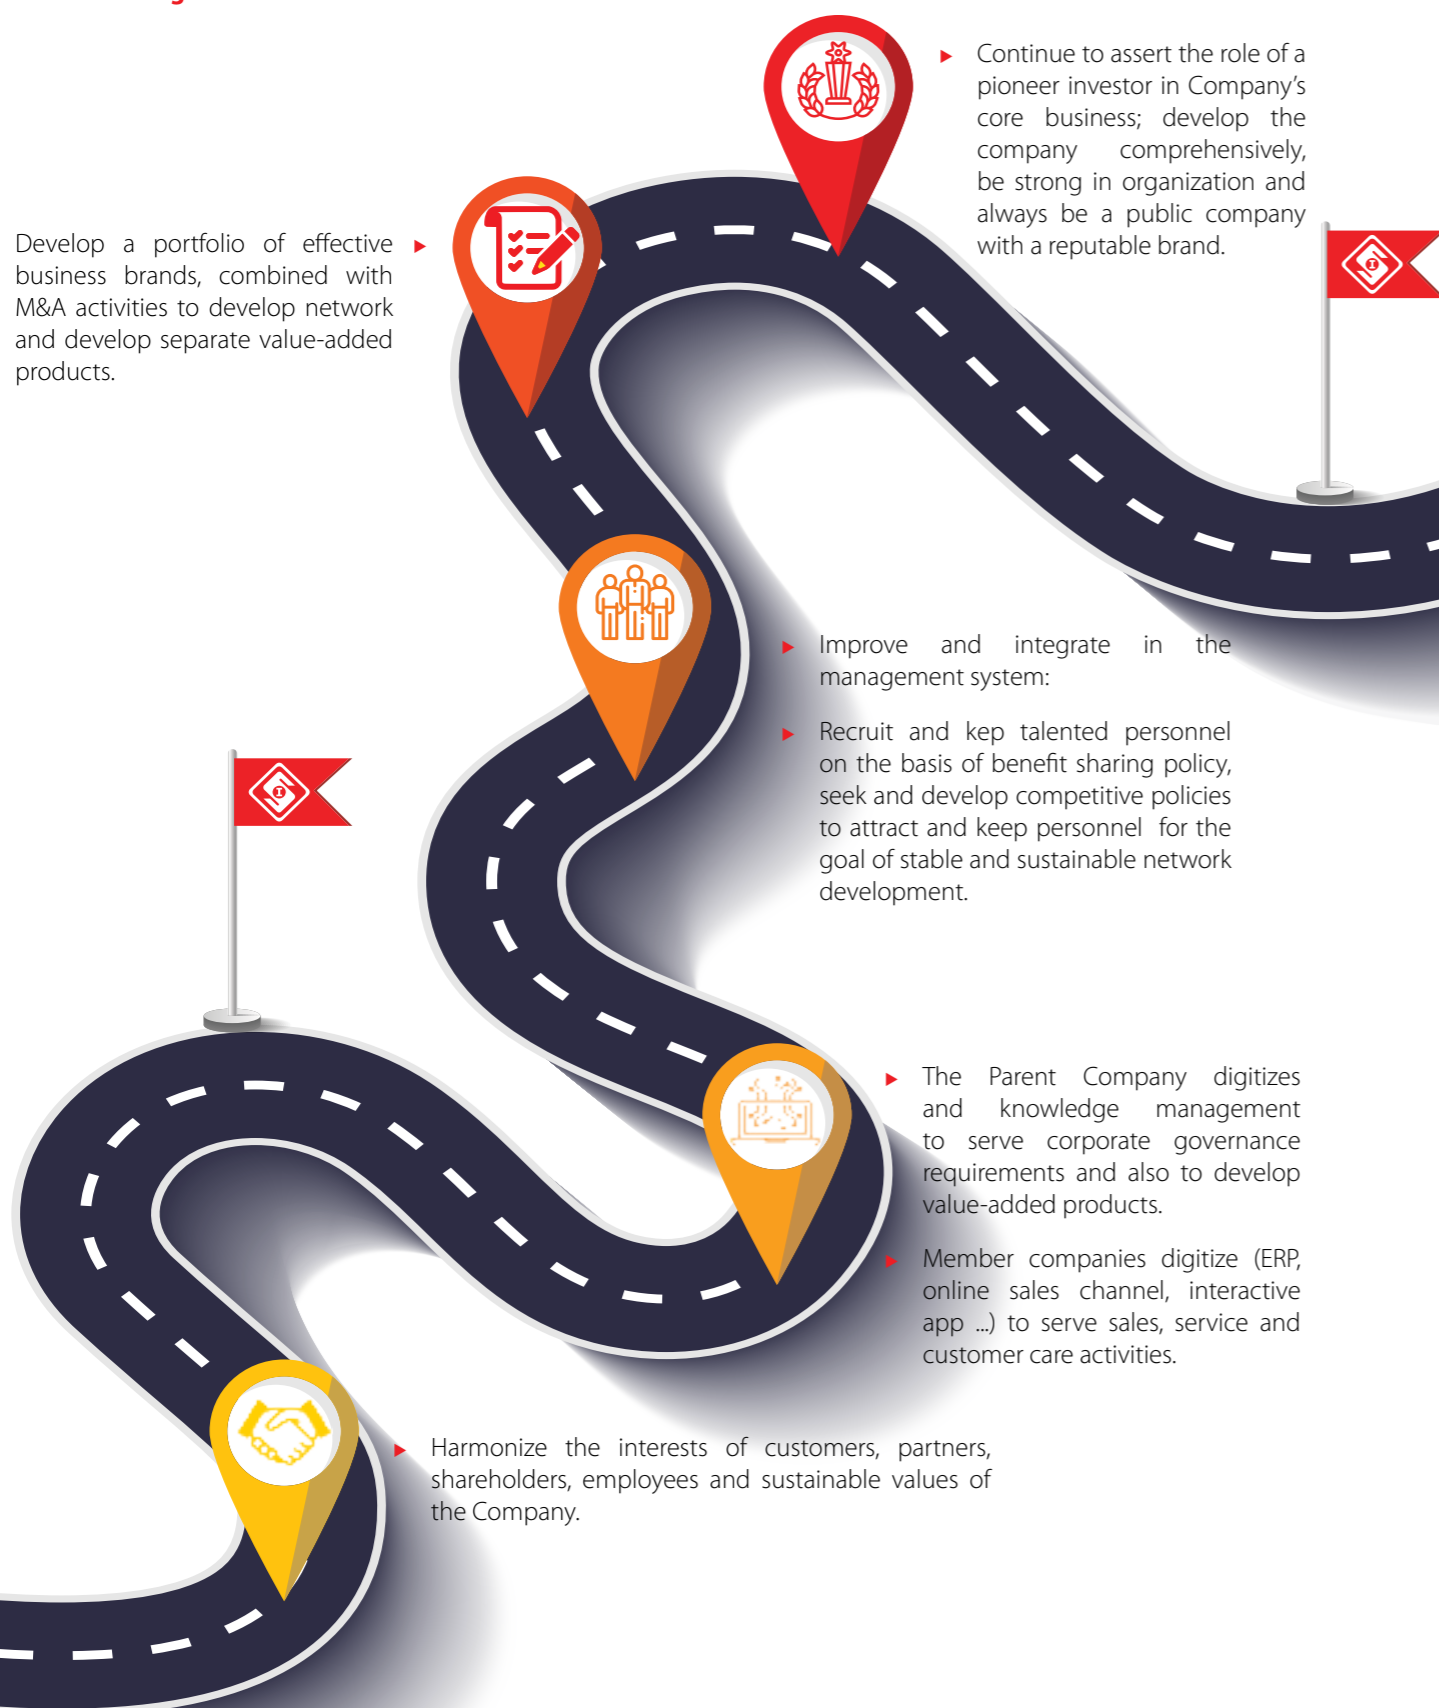 Continue to assert the role of a
pioneer investor in Company's
core business; develop the
company comprehensively,
be strong in organization and
always be a public company
with a reputable brand.
Develop a portfolio of effective
business brands, combined with
M&A activities to develop network
and develop separate value-added
products.
Improve and integrate in the
management system:
Recruit and kep talented personnel
on the basis of benefit sharing policy,
seek and develop competitive policies
to attract and keep personnel for the
goal of stable and sustainable network
development.
The Parent Company digitizes
and knowledge management
to serve corporate governance
requirements and also to develop
value-added products.
Member companies digitize (ERP,
online sales channel, interactive
app ...) to serve sales, service and
customer care activities.
Harmonize the interests of customers, partners,
shareholders, employees and sustainable values of
the Company.